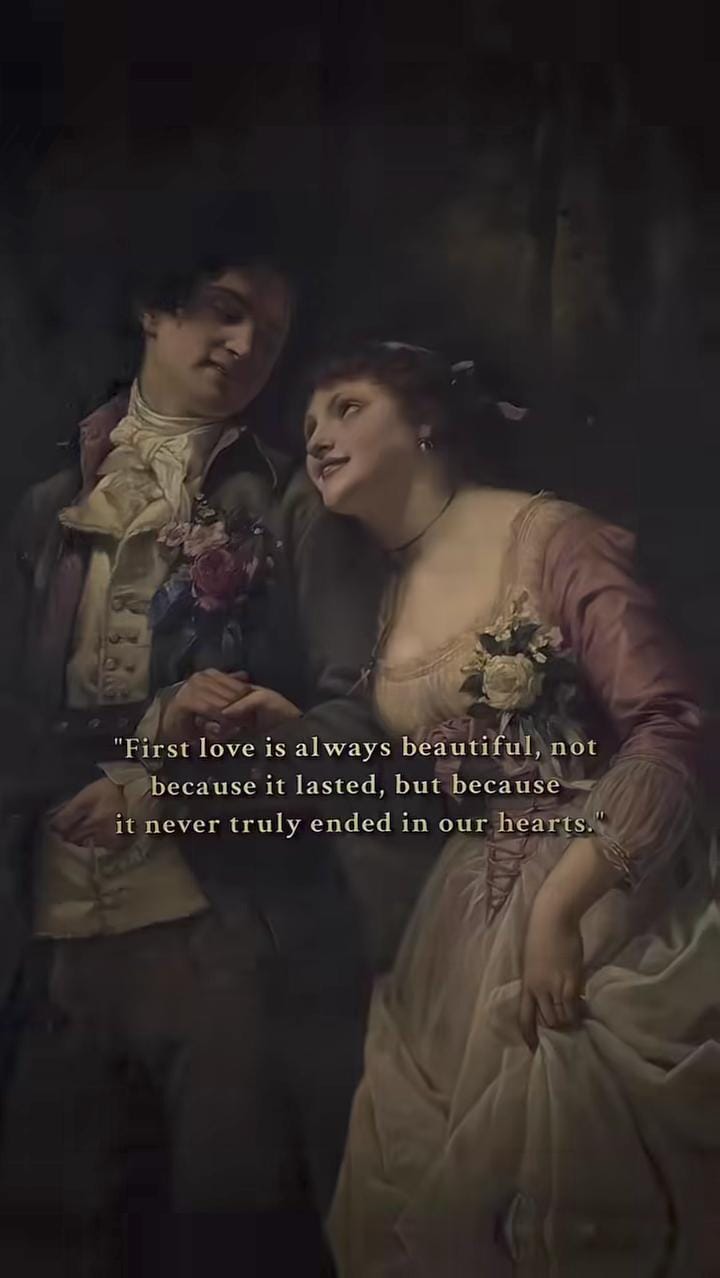 "First love is always beautiful, not
because it lasted, but because
it never truly ended in our hearts."